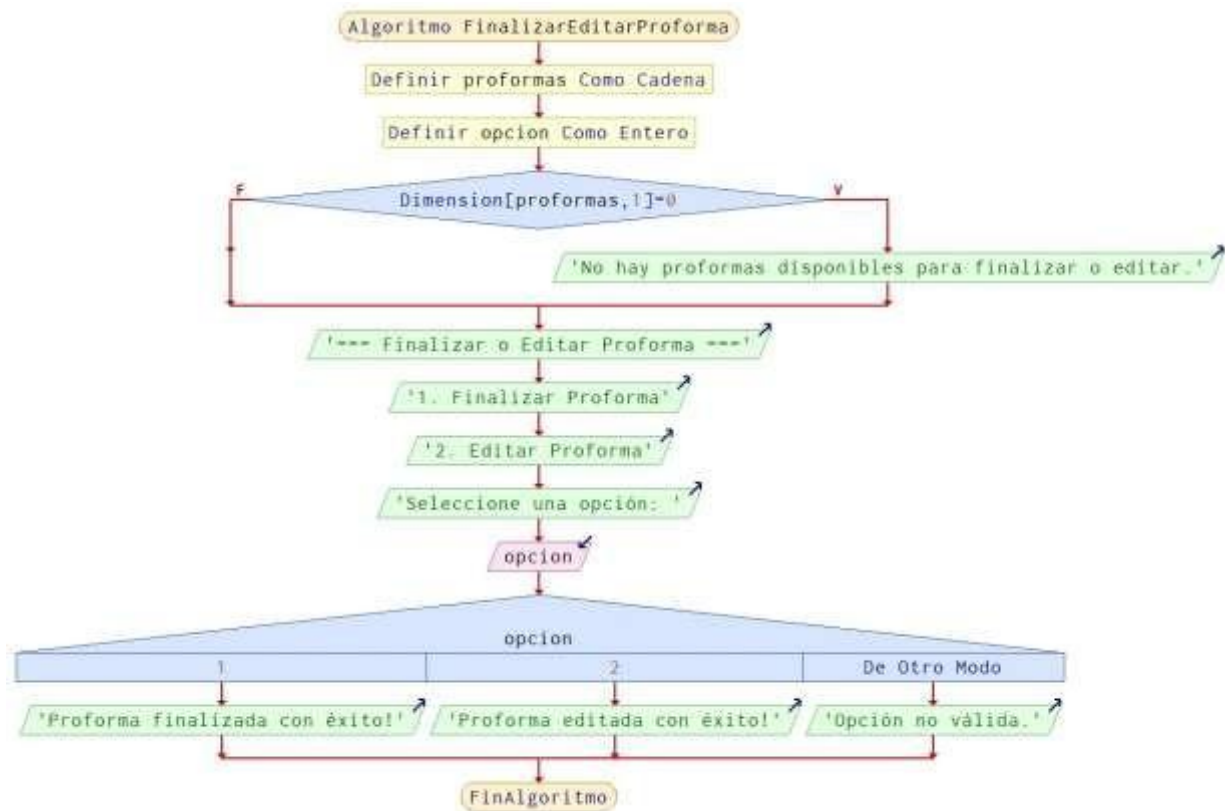 Algoritmo FinalizarEditarProforma
Definir proformas Como Cadena
Definir opcion Como Entero
F
V
Dimension[proformas,1]=0
'No hay proformas disponibles para finalizar o editar.'
'=== Finalizar o Editar Proforma ==='
'1. Finalizar Proforma'
'2. Editar Proforma'
'Seleccione una opción: '
opcion
opcion
1
2
De Otro Modo
'Proforma finalizada con éxito!'
'Proforma editada con éxito!'
'Opción no válida.'
FinAlgoritmo